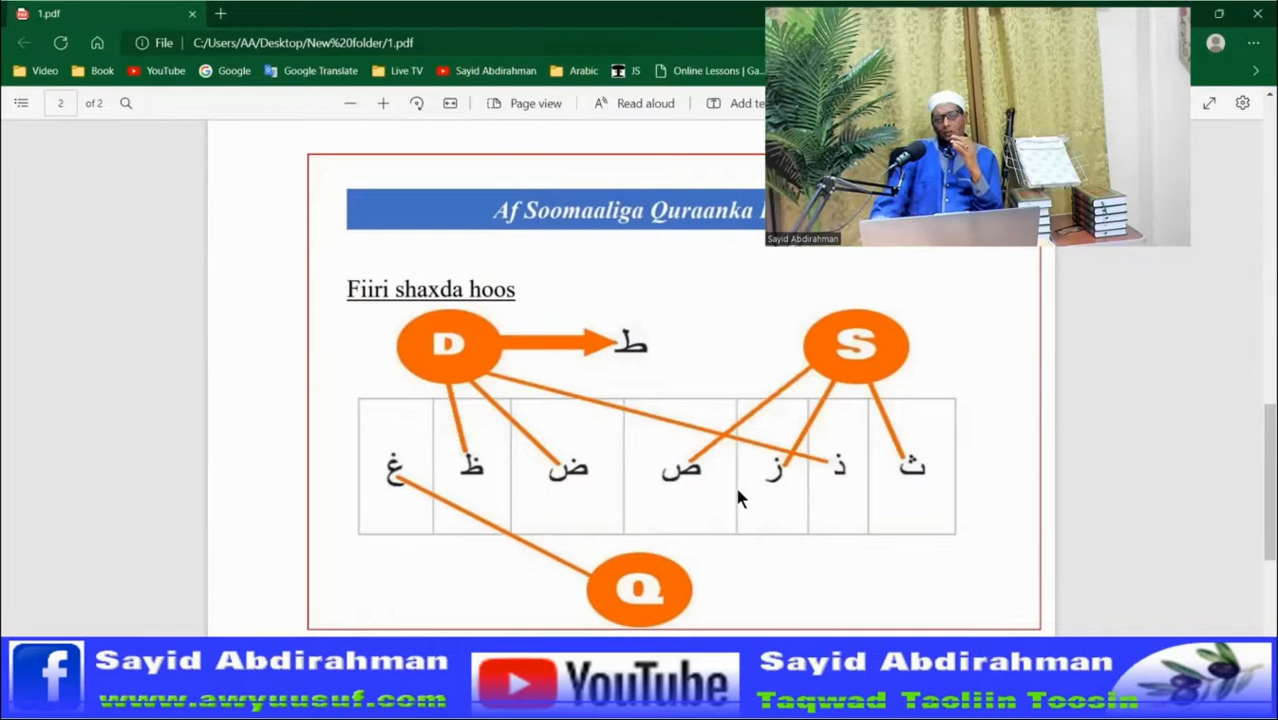 1.pdf
File
C:/Users/AA/Desktop/New%20folder/1.pdf
Video
Book
YouTube
Google
Google Translate
Live TV
Sayid Abdirahman
Arabic
JS
Online Lessons | Ga...
2 of 2
Page view
Read aloud
Add te
Sayid Abdirahman
Af Soomaaliga Quraanka
Fiiri shaxda hoos
D ط S
غ ظ ض ص ز ذ ث
Q
Sayid Abdirahman
www.awyuusuf.com
YouTube
Sayid Abdirahman
Taqwad Taoliin Toosin